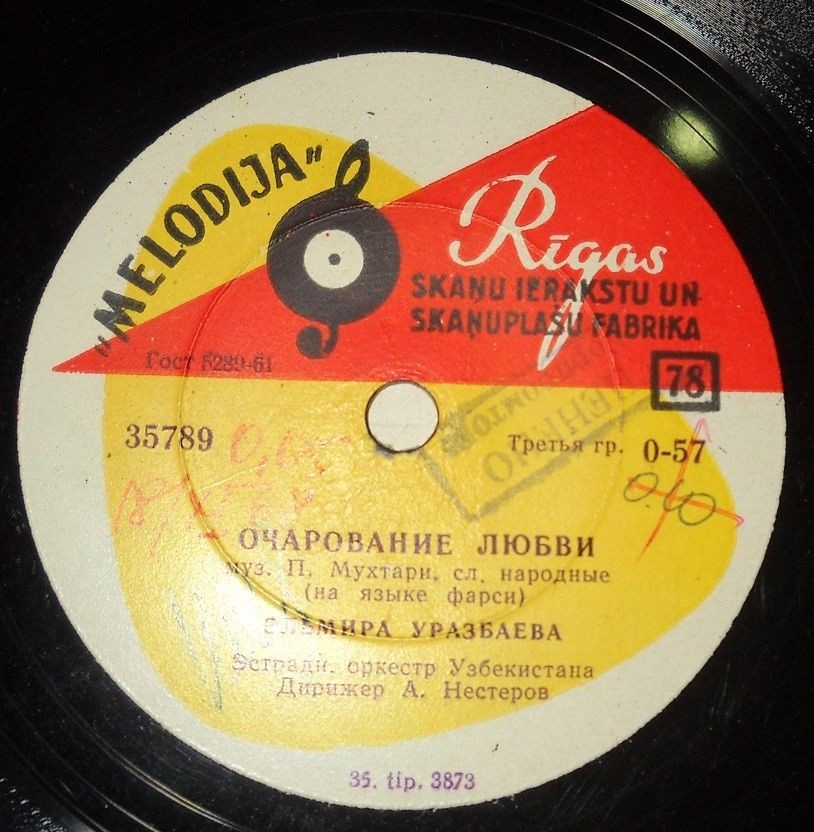 "MELODIJA"
Rīgas
SKAŅU IERAKSTU UN
SKAŅUPLAŠU FABRIKA
Гост 5289-61
78
35789
Третья гр. 0-57
0.40
ОЧАРОВАНИЕ ЛЮБВИ
муз. П. Мухтари, сл. народные
(на языке фарси)
ЭЛЬМИРА УРАЗБАЕВА
Эстрадн. оркестр Узбекистана
Дирижер А. Нестеров
35. tip. 3873